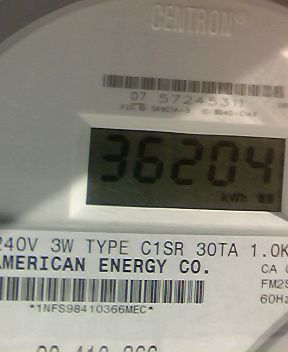 CENTRON®
07 57245311
36204
kWh
240V 3W TYPE C1SR 30TA 1.0K
AMERICAN ENERGY CO.
CA
FM2S
60Hz
*1NFS98410366MEC*